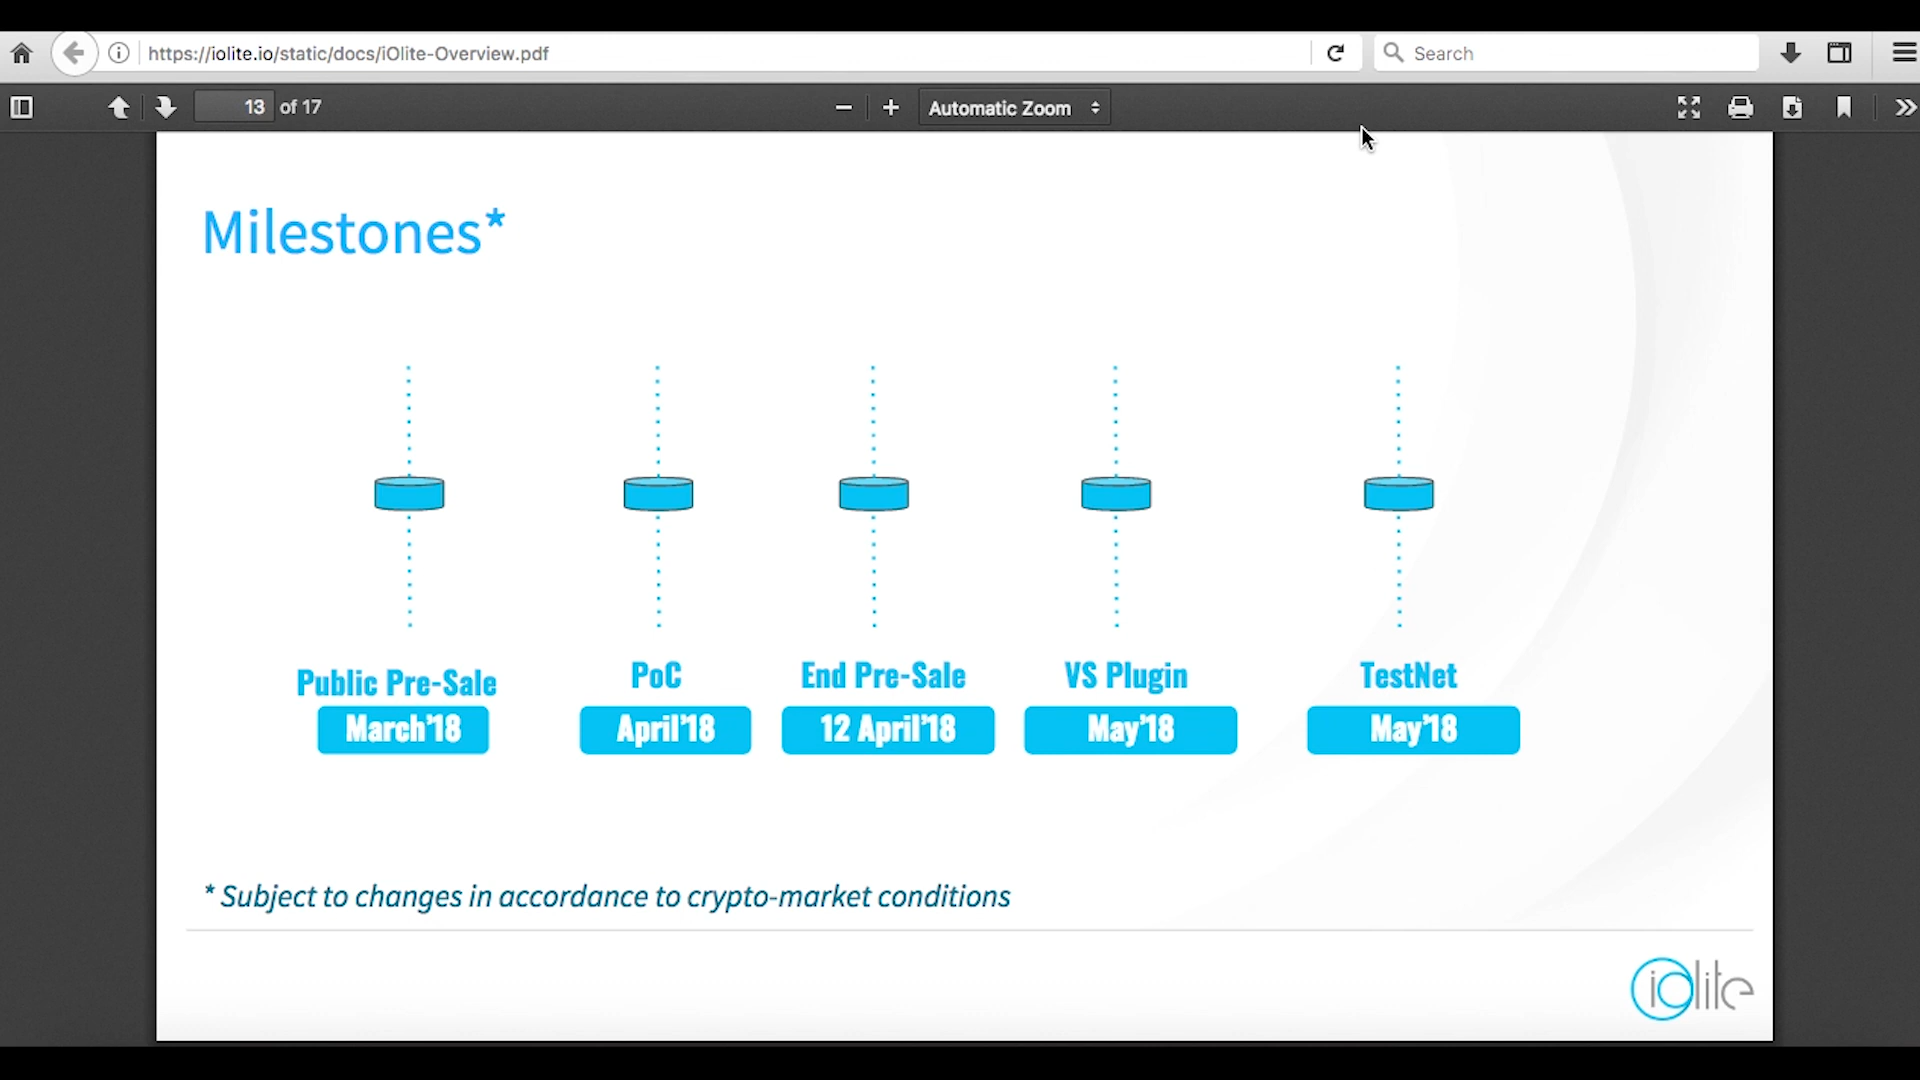 https://iolite.io/static/docs/iOlite-Overview.pdf
Search
13 of 17
Automatic Zoom
Milestones*
Public Pre-Sale
March'18
PoC
April'18
End Pre-Sale
12 April'18
VS Plugin
May'18
TestNet
May'18
* Subject to changes in accordance to crypto-market conditions
iolite